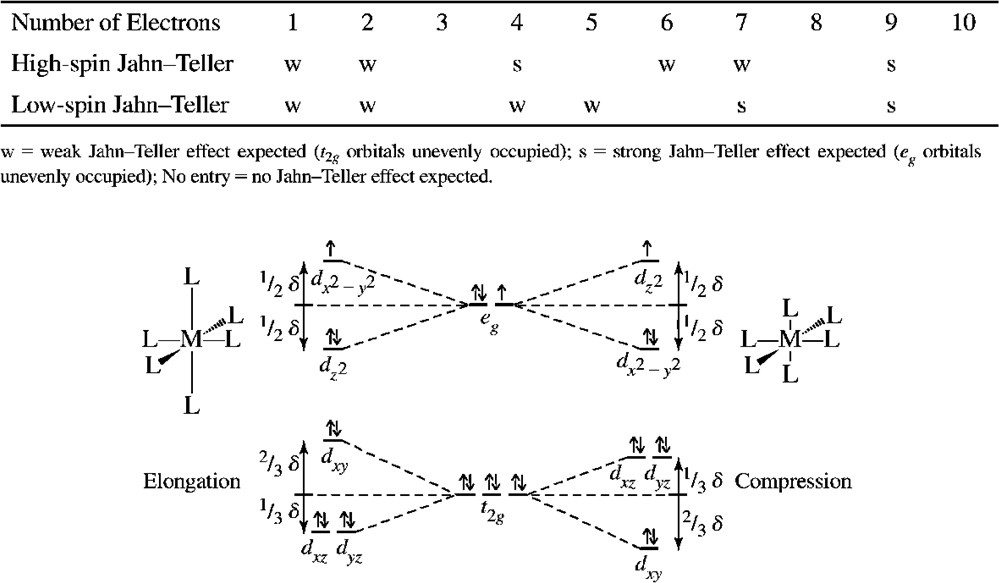 Number of Electrons 1 2 3 4 5 6 7 8 9 10
High-spin Jahn–Teller w w s w w s
Low-spin Jahn–Teller w w w w s s
w = weak Jahn–Teller effect expected (t2g orbitals unevenly occupied); s = strong Jahn–Teller effect expected (eg orbitals
unevenly occupied); No entry = no Jahn–Teller effect expected.
L
L
L
L
L
L
M
1/2 δ
1/2 δ
dx2 – y2
dz2
eg
dz2
dx2 – y2
1/2 δ
1/2 δ
L
L
L
L
L
L
M
Elongation
2/3 δ
1/3 δ
dxy
dxz dyz
t2g
dxz dyz
dxy
1/3 δ
2/3 δ
Compression